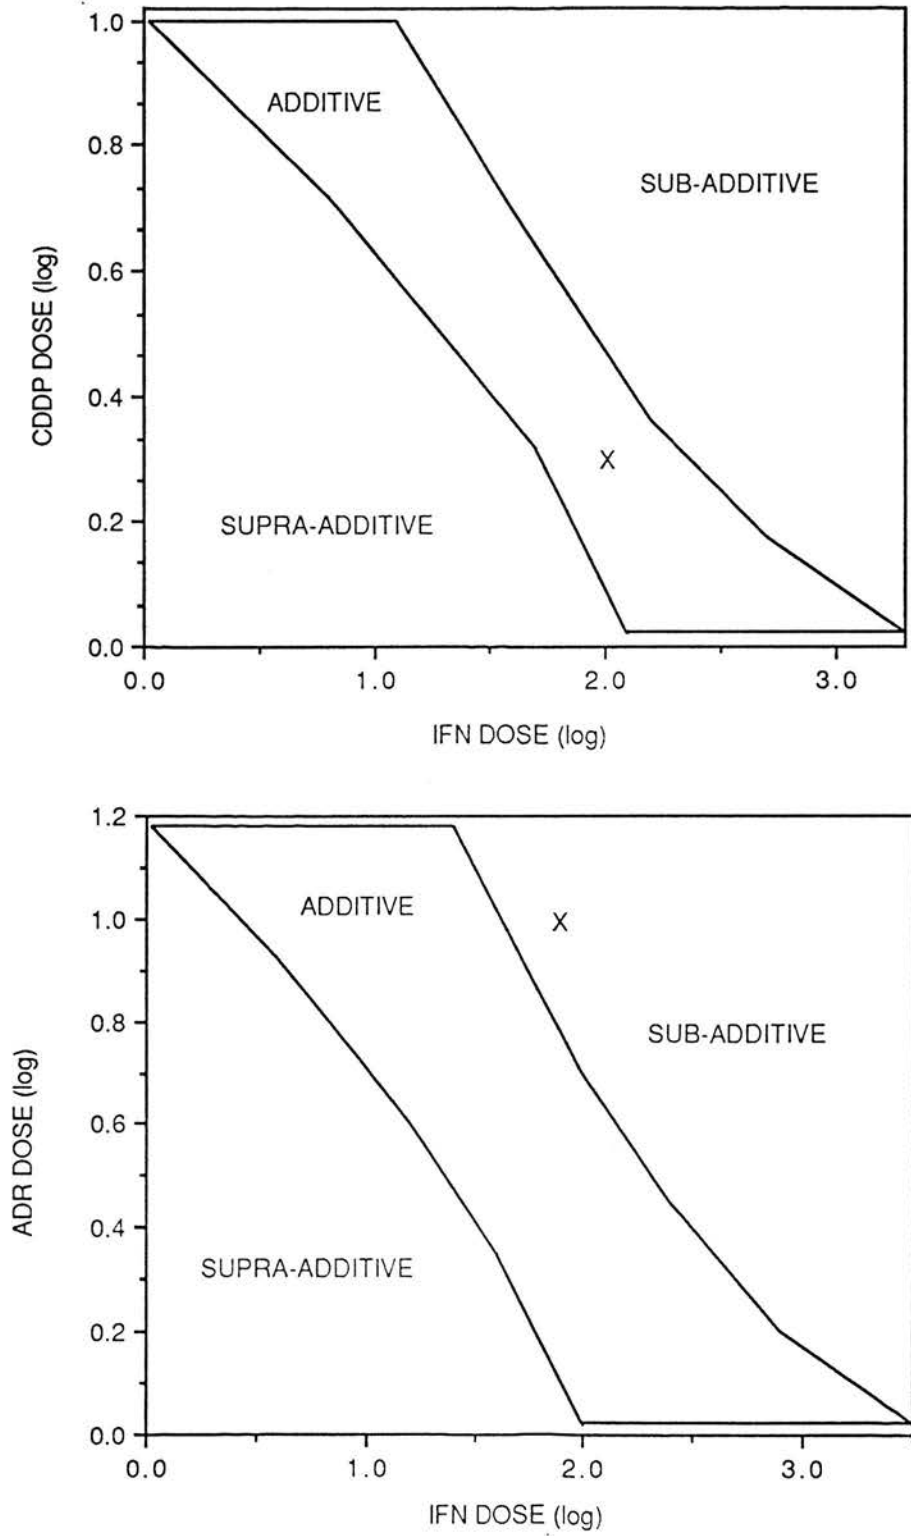 1.0
ADDITIVE
0.8
SUB-ADDITIVE
0.6
CDDP DOSE (log)
0.4
X
0.2
SUPRA-ADDITIVE
0.0
0.0 1.0 2.0 3.0
IFN DOSE (log)
1.2
ADDITIVE
1.0
X
0.8
SUB-ADDITIVE
0.6
ADR DOSE (log)
0.4
SUPRA-ADDITIVE
0.2
0.0
0.0 1.0 2.0 3.0
IFN DOSE (log)